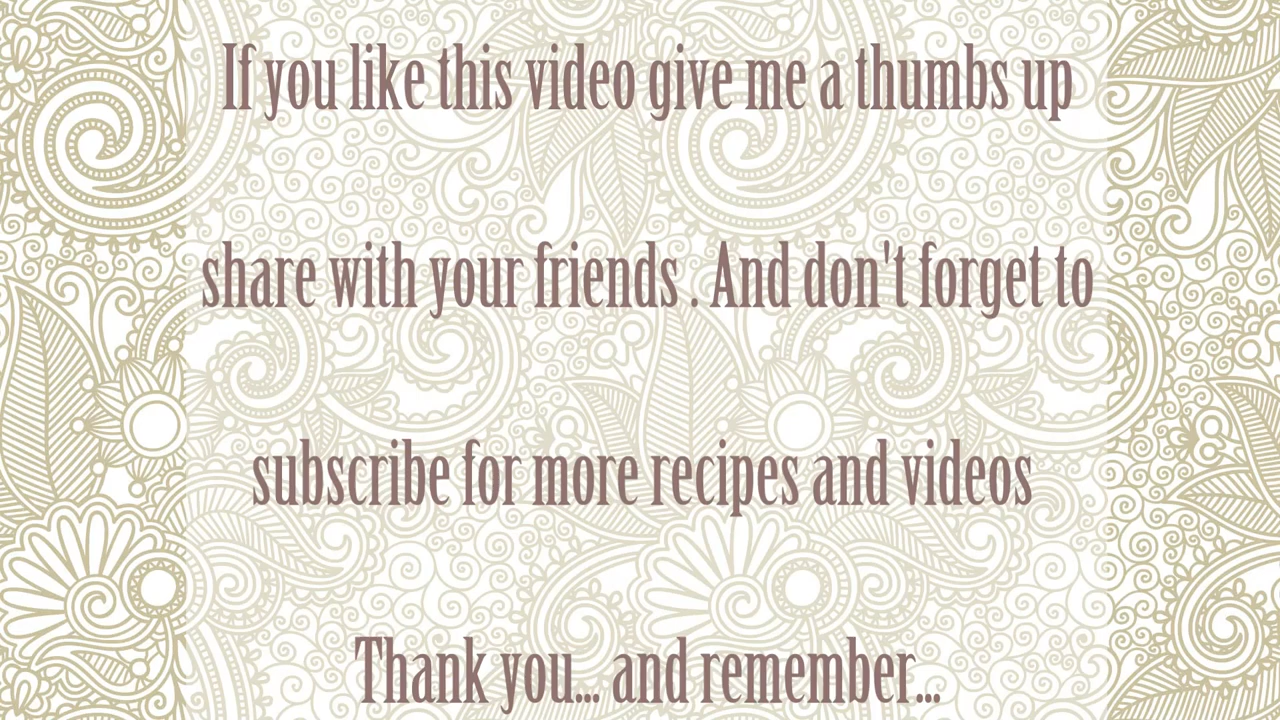 If you like this video give me a thumbs up
share with your friends . And don't forget to
subscribe for more recipes and videos
Thank you... and remember...